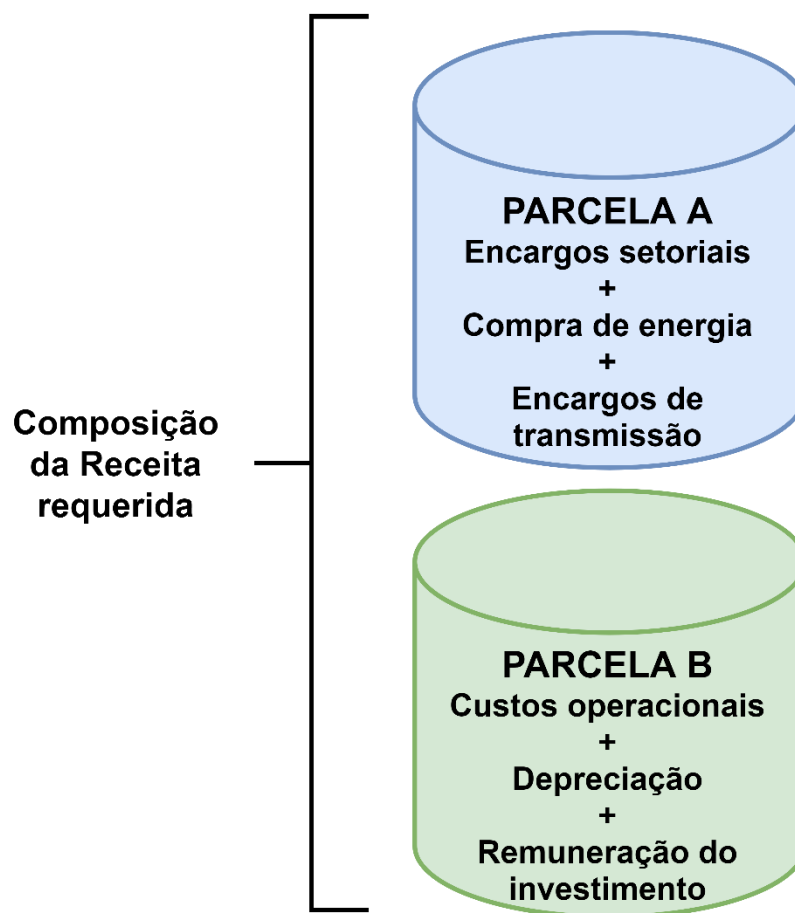 Composição
da Receita
requerida
PARCELA A
Encargos setoriais
+
Compra de energia
+
Encargos de
transmissão
PARCELA B
Custos operacionais
+
Depreciação
+
Remuneração do
investimento